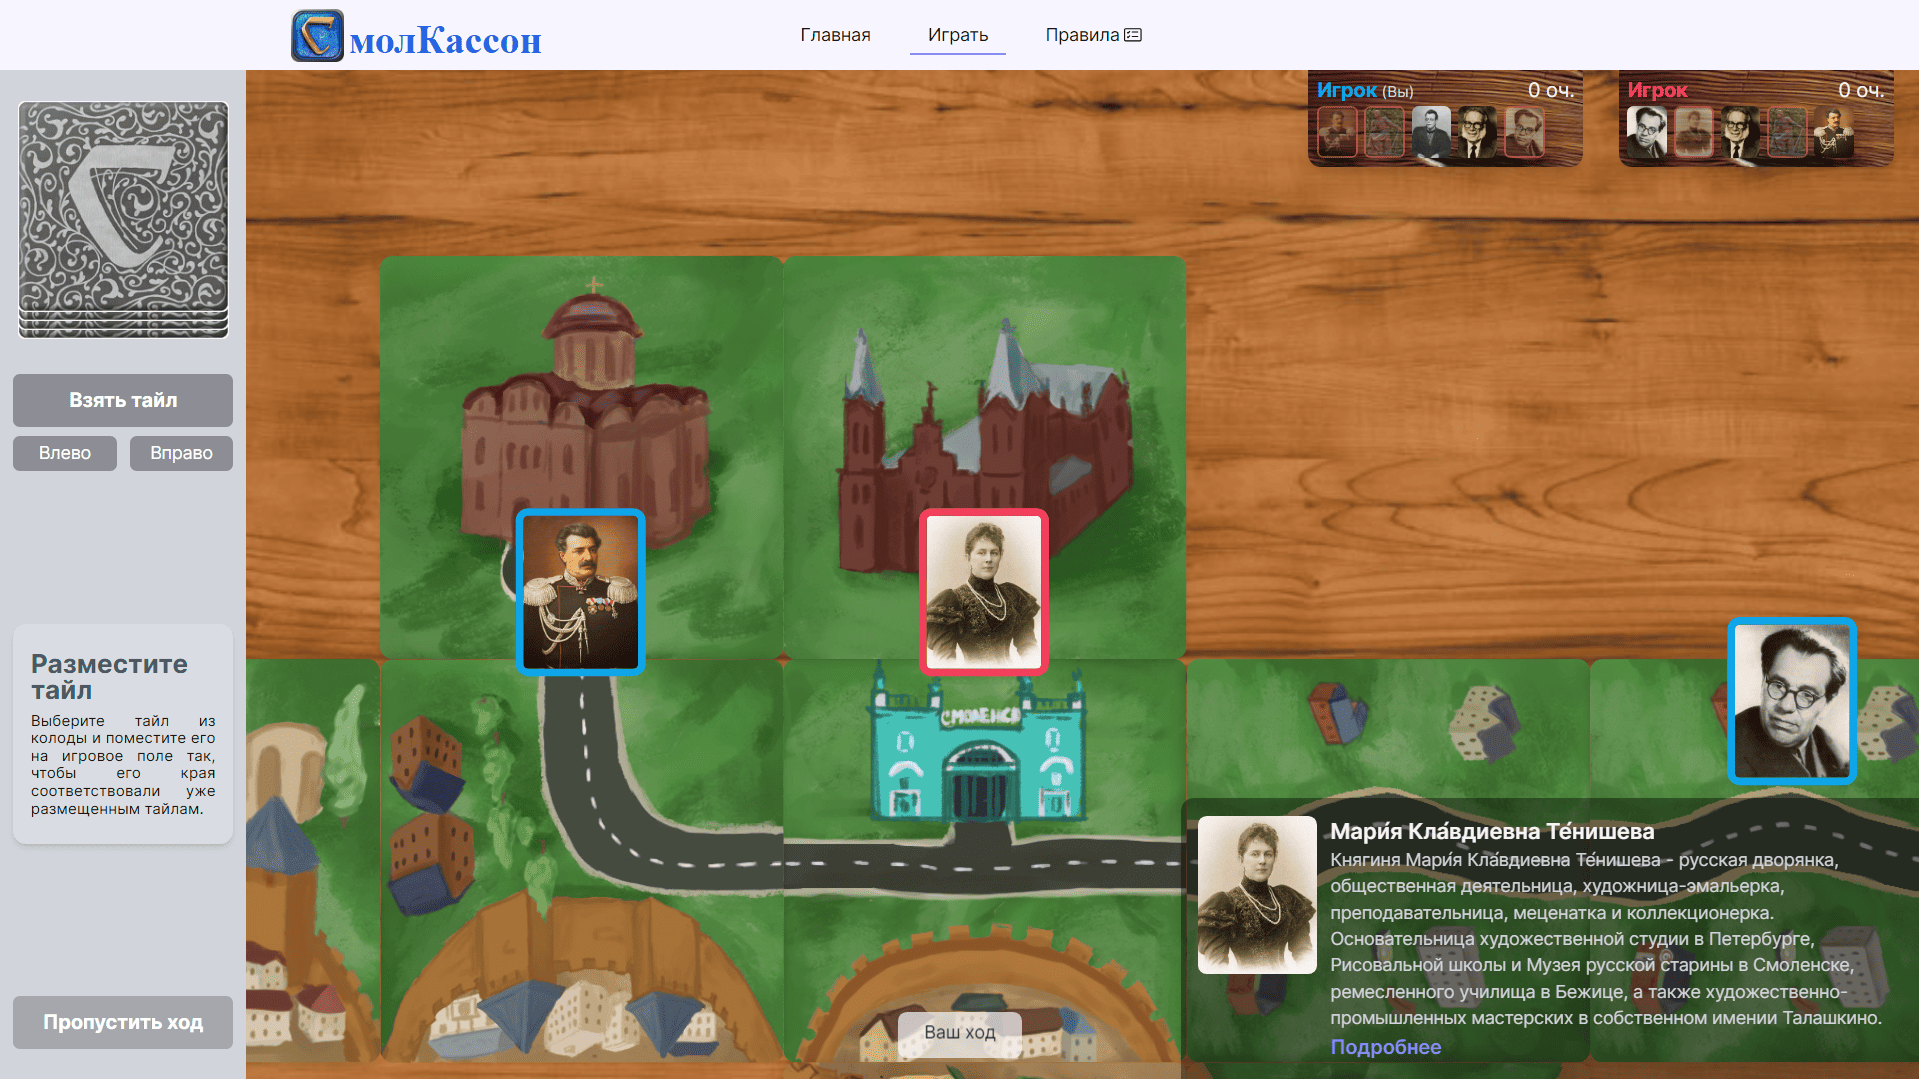 молКассон
Главная
Играть
Правила
Игрок (Вы)
0 оч.
Игрок
0 оч.
Взять тайл
Влево
Вправо
Разместите
тайл
Выберите тайл из
колоды и поместите его
на игровое поле так,
чтобы его края
соответствовали уже
размещенным тайлам.
Пропустить ход
СМОЛЕНСК
Ваш ход
Мари́я Кла́вдиевна Те́нишева
Княгиня Мари́я Кла́вдиевна Те́нишева - русская дворянка,
общественная деятельница, художница-эмальерка,
преподавательница, меценатка и коллекционерка.
Основательница художественной студии в Петербурге,
Рисовальной школы и Музея русской старины в Смоленске,
ремесленного училища в Бежице, а также художественно-
промышленных мастерских в собственном имении Талашкино.
Подробнее